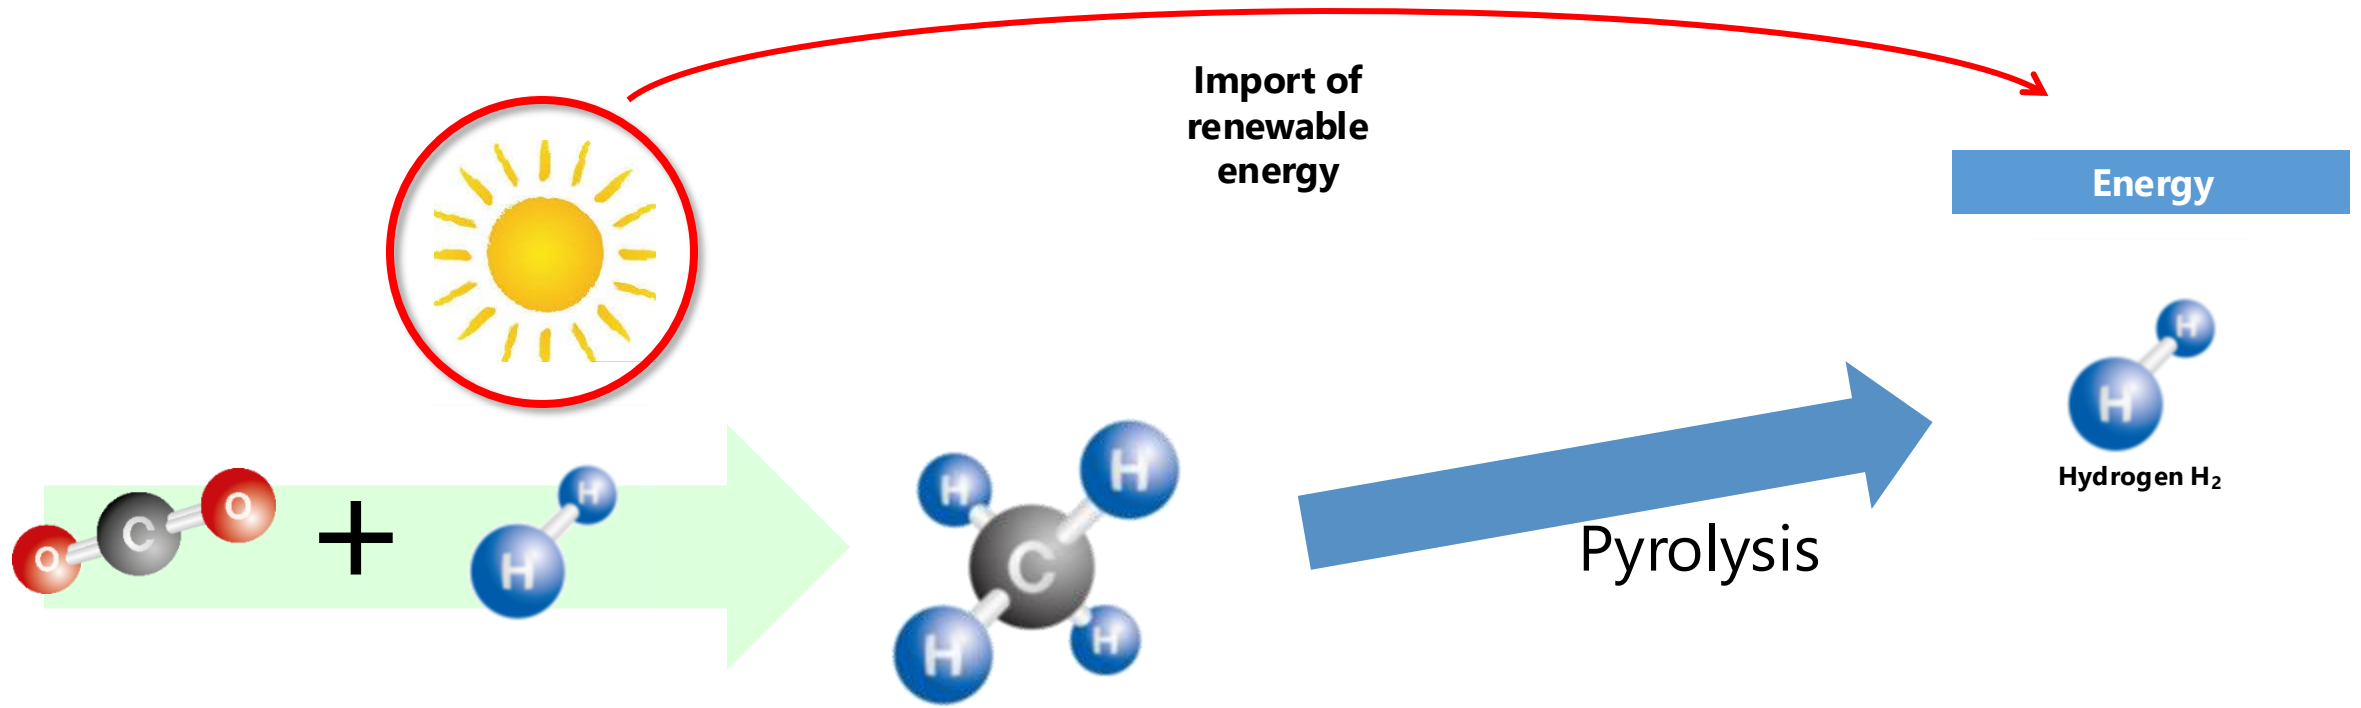 Import of
renewable
energy
Energy
H
H
Hydrogen H₂
O
C
O
+
H
H
H
H
C
H
H
Pyrolysis